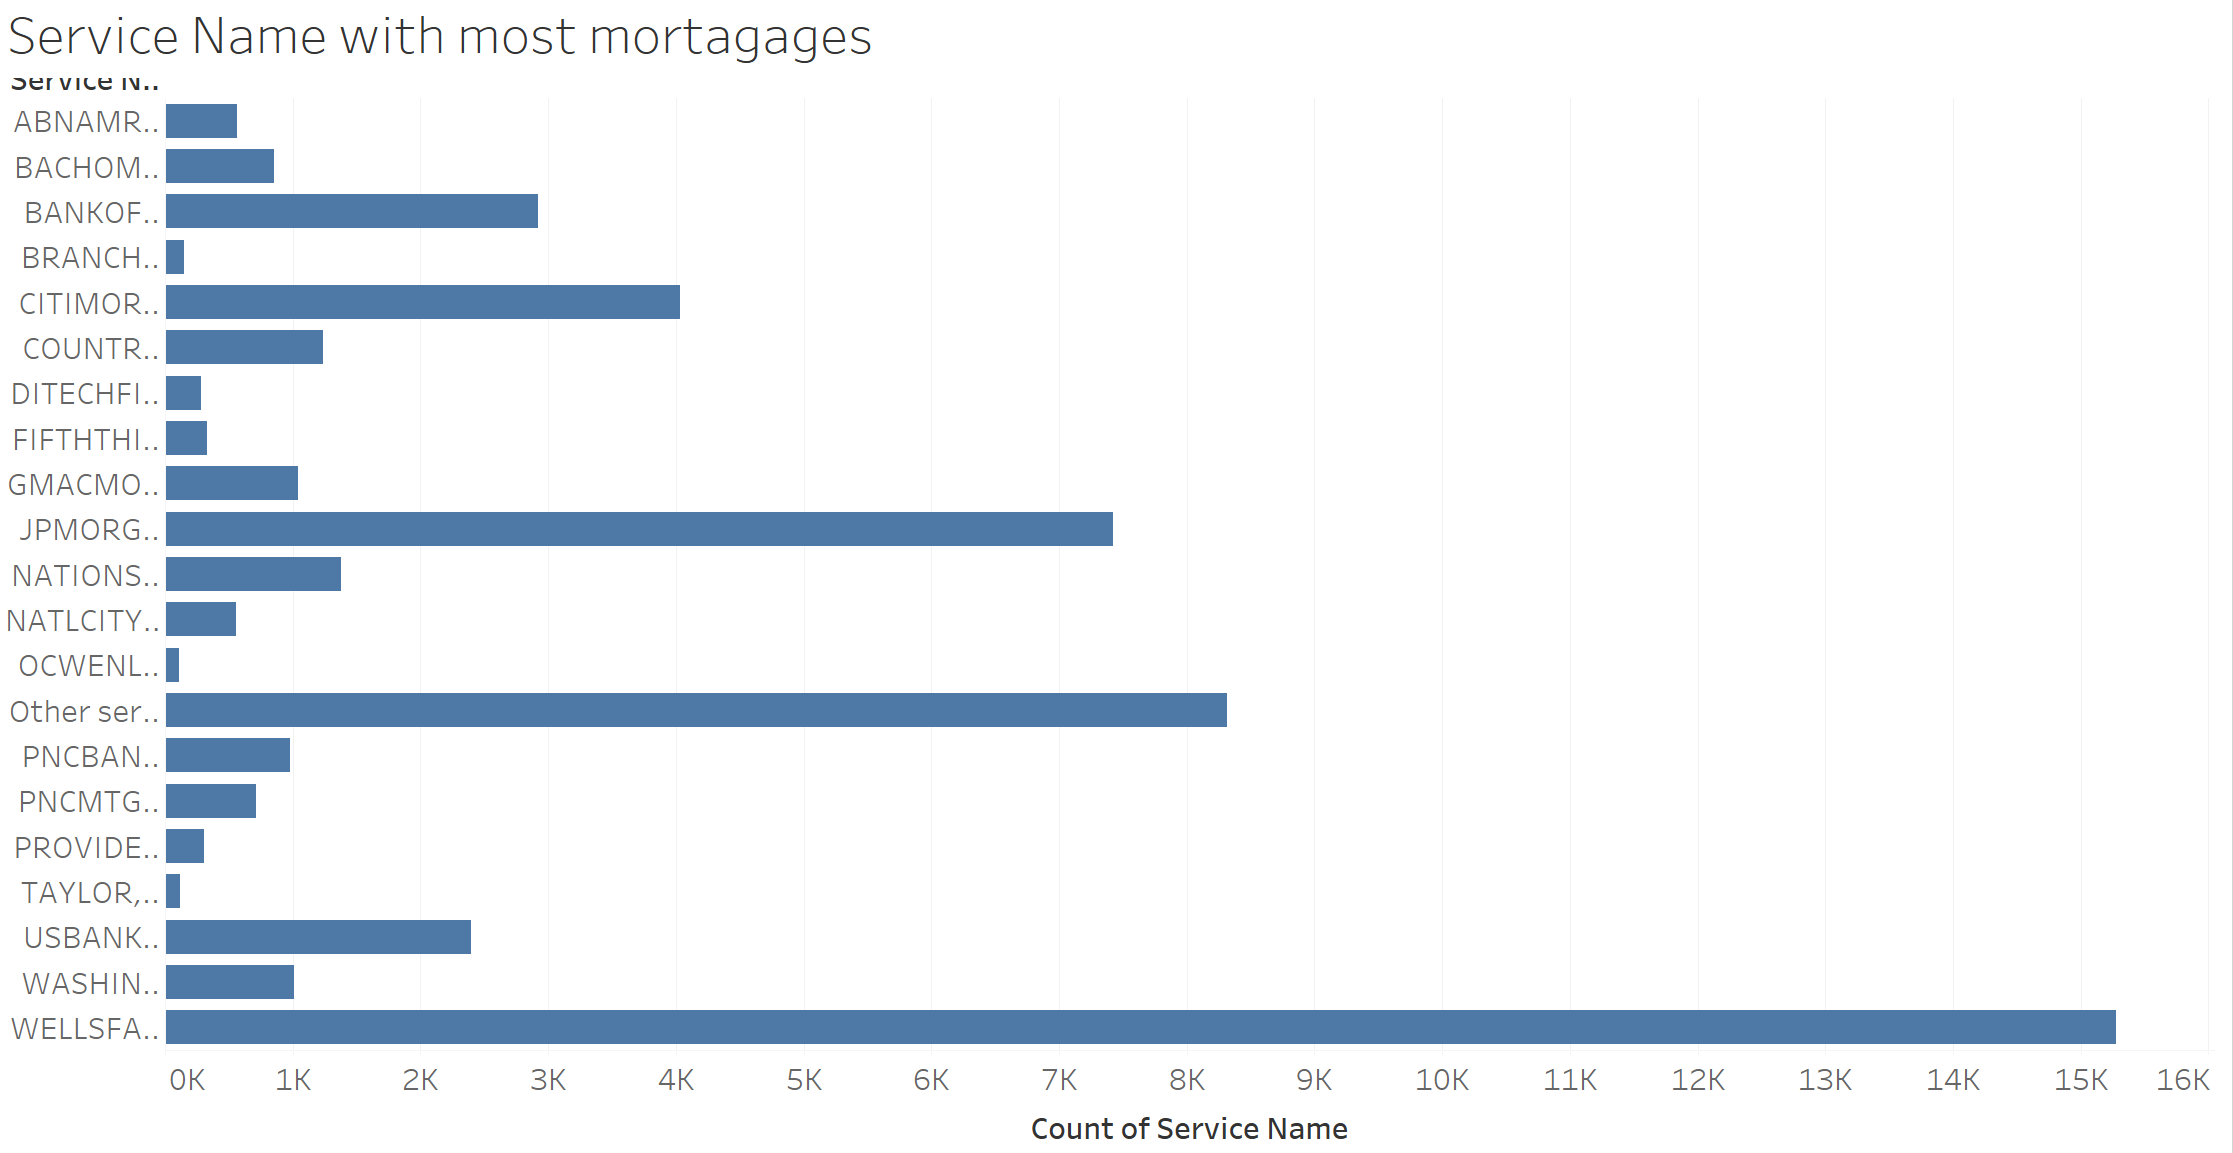 Service Name with most mortagages
Service N..
ABNAMR..
BACHOM..
BANKOF..
BRANCH..
CITIMOR..
COUNTR..
DITECHFI..
FIFTHTHI..
GMACMO..
JPMORG..
NATIONS..
NATLCITY..
OCWENL..
Other ser..
PNCBAN..
PNCMTG..
PROVIDE..
TAYLOR,..
USBANK..
WASHIN..
WELLSFA..
0K 1K 2K 3K 4K 5K 6K 7K 8K 9K 10K 11K 12K 13K 14K 15K 16K
Count of Service Name